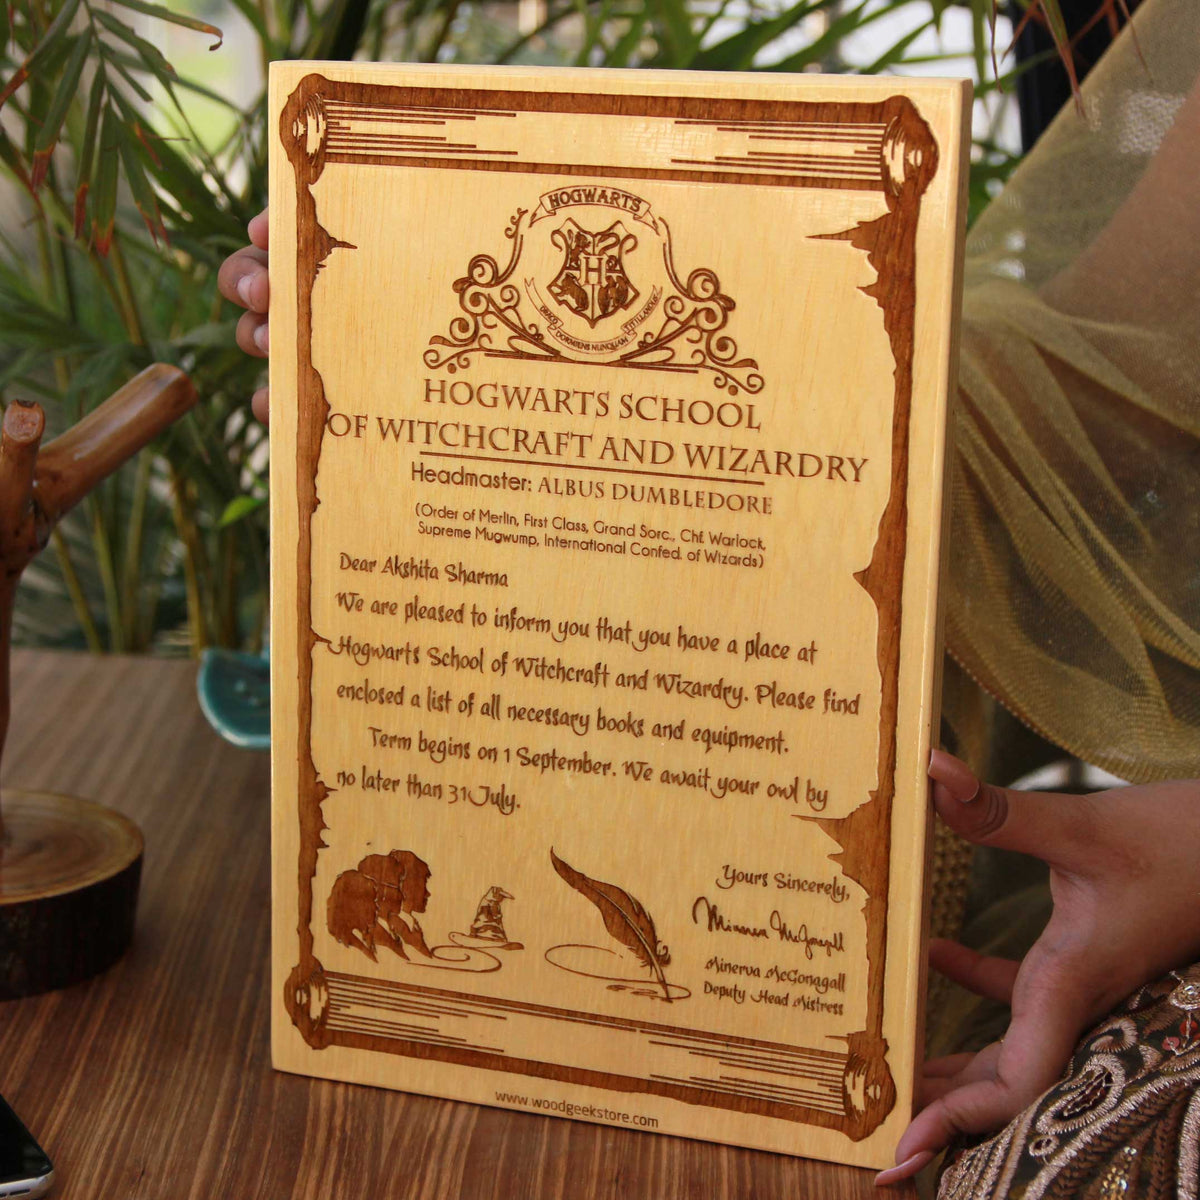 HOGWARTS
H
DRACO DORMIENS NUNQUAM TITILLANDUS
HOGWARTS SCHOOL
OF WITCHCRAFT AND WIZARDRY
Headmaster: ALBUS DUMBLEDORE
(Order of Merlin, First Class, Grand Sorc., Chf. Warlock,
Supreme Mugwump, International Confed. of Wizards)
Dear Akshita Sharma
We are pleased to inform you that you have a place at
Hogwarts School of Witchcraft and Wizardry. Please find
enclosed a list of all necessary books and equipment.
Term begins on 1 September. We await your owl by
no later than 31 July.
Yours Sincerely,
Minerva McGonagall
Minerva McGonagall
Deputy Head Mistress
www.woodgeekstore.com